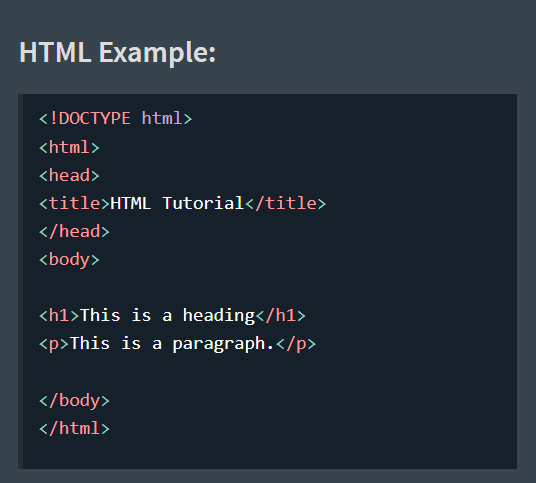 HTML Example:
<!DOCTYPE html>
<html>
<head>
<title>HTML Tutorial</title>
</head>
<body>
<h1>This is a heading</h1>
<p>This is a paragraph.</p>
</body>
</html>